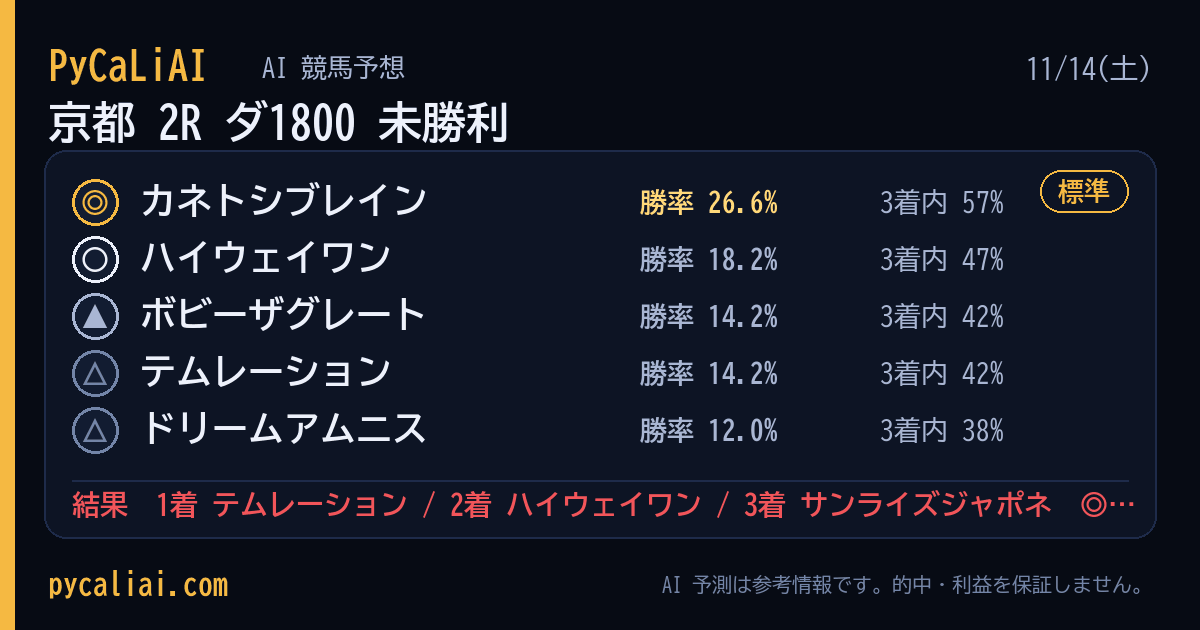 PyCaLiAI AI 競馬予想 11/14(土)
京都 2R ダ1800 未勝利
◎ カネトシブレイン 勝率 26.6% 3着内 57% 標準
○ ハイウェイワン 勝率 18.2% 3着内 47%
▲ ボビーザグレート 勝率 14.2% 3着内 42%
△ テムレーション 勝率 14.2% 3着内 42%
△ ドリームアムニス 勝率 12.0% 3着内 38%
結果 1着 テムレーション / 2着 ハイウェイワン / 3着 サンライズジャポネ ◎…
pycaliai.com AI 予測は参考情報です。的中・利益を保証しません。